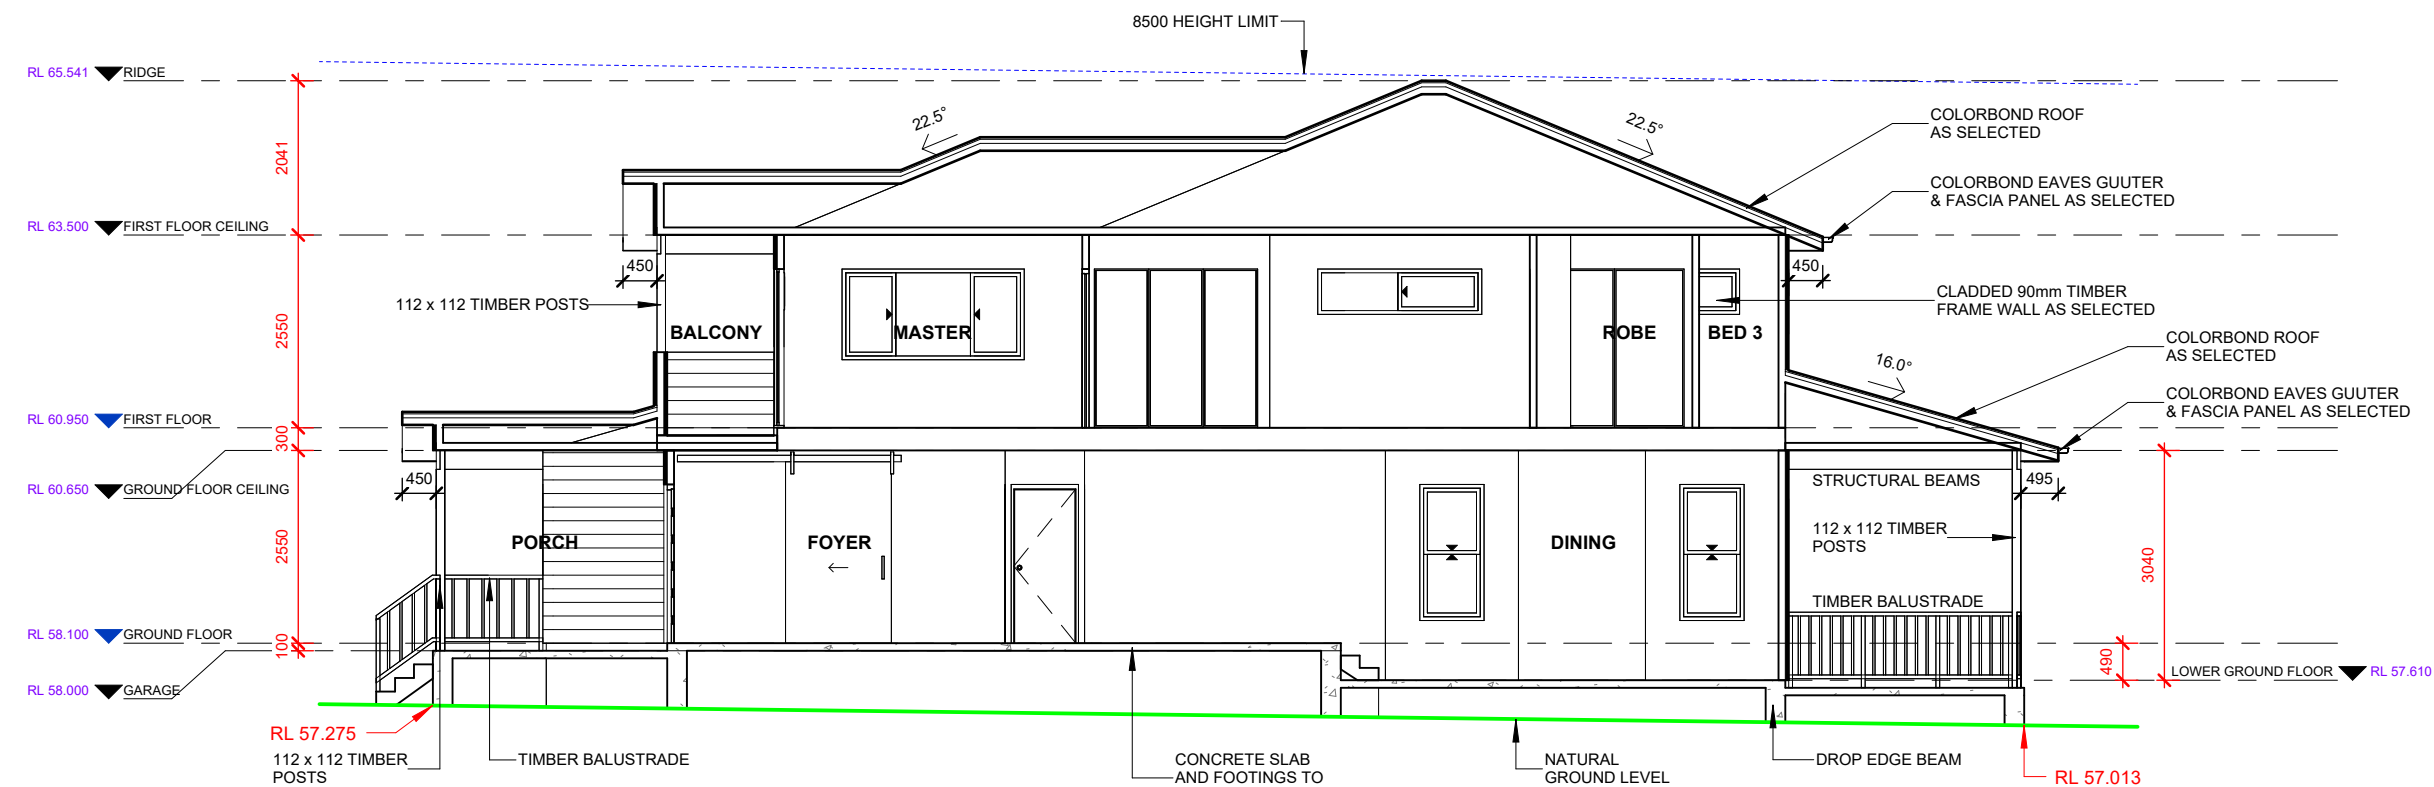 8500 HEIGHT LIMIT
RL 65.541 RIDGE
22.5°
22.5°
COLORBOND ROOF
AS SELECTED
2041
COLORBOND EAVES GUUTER
& FASCIA PANEL AS SELECTED
RL 63.500 FIRST FLOOR CEILING
450
450
112 x 112 TIMBER POSTS
CLADDED 90mm TIMBER
FRAME WALL AS SELECTED
2550
BALCONY
MASTER
ROBE
BED 3
COLORBOND ROOF
AS SELECTED
16.0°
COLORBOND EAVES GUUTER
& FASCIA PANEL AS SELECTED
RL 60.950 FIRST FLOOR
300
450
RL 60.650 GROUND FLOOR CEILING
STRUCTURAL BEAMS
495
2550
PORCH
FOYER
DINING
112 x 112 TIMBER
POSTS
3040
TIMBER BALUSTRADE
RL 58.100 GROUND FLOOR
100
490
RL 58.000 GARAGE
LOWER GROUND FLOOR RL 57.610
RL 57.275
112 x 112 TIMBER
POSTS
TIMBER BALUSTRADE
CONCRETE SLAB
AND FOOTINGS TO
NATURAL
GROUND LEVEL
DROP EDGE BEAM
RL 57.013